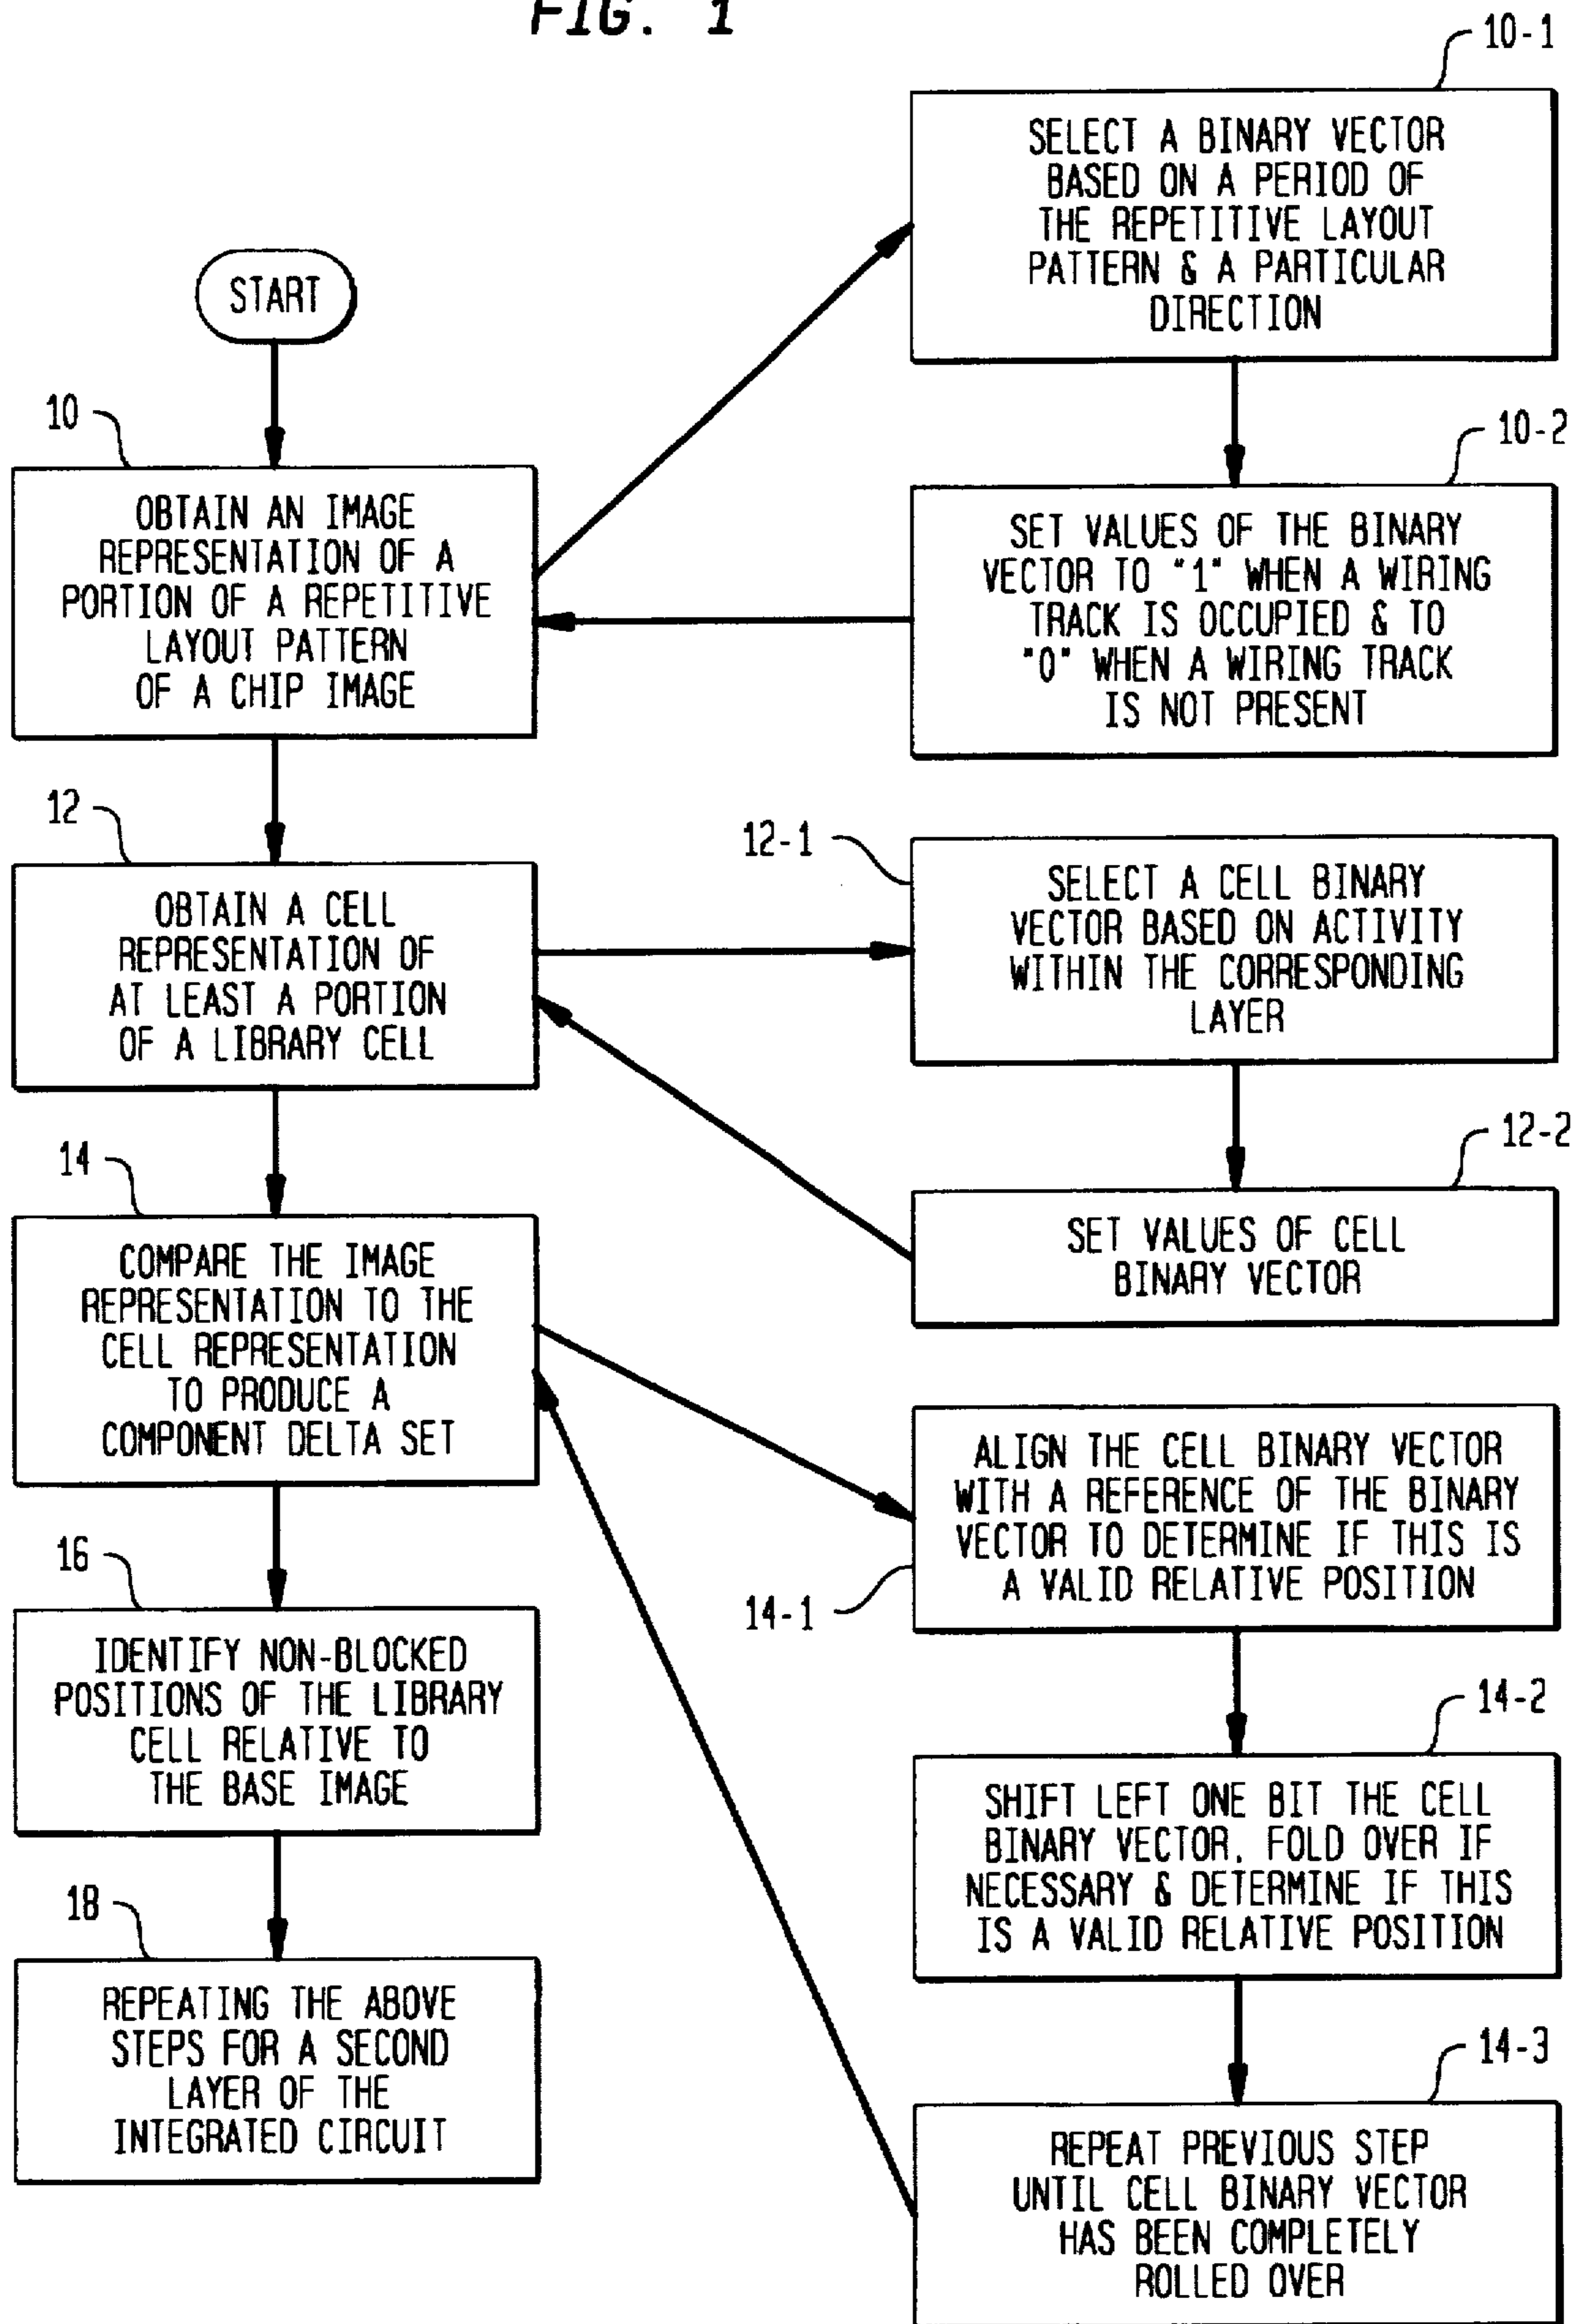 FIG. 1
10-1
SELECT A BINARY VECTOR
BASED ON A PERIOD OF
THE REPETITIVE LAYOUT
PATTERN & A PARTICULAR
DIRECTION
START
10
OBTAIN AN IMAGE
REPRESENTATION OF A
PORTION OF A REPETITIVE
LAYOUT PATTERN
OF A CHIP IMAGE
10-2
SET VALUES OF THE BINARY
VECTOR TO "1" WHEN A WIRING
TRACK IS OCCUPIED & TO
"0" WHEN A WIRING TRACK
IS NOT PRESENT
12
OBTAIN A CELL
REPRESENTATION OF
AT LEAST A PORTION
OF A LIBRARY CELL
12-1
SELECT A CELL BINARY
VECTOR BASED ON ACTIVITY
WITHIN THE CORRESPONDING
LAYER
12-2
SET VALUES OF CELL
BINARY VECTOR
14
COMPARE THE IMAGE
REPRESENTATION TO THE
CELL REPRESENTATION
TO PRODUCE A
COMPONENT DELTA SET
14-1
ALIGN THE CELL BINARY VECTOR
WITH A REFERENCE OF THE BINARY
VECTOR TO DETERMINE IF THIS IS
A VALID RELATIVE POSITION
16
IDENTIFY NON-BLOCKED
POSITIONS OF THE LIBRARY
CELL RELATIVE TO
THE BASE IMAGE
14-2
SHIFT LEFT ONE BIT THE CELL
BINARY VECTOR, FOLD OVER IF
NECESSARY & DETERMINE IF THIS
IS A VALID RELATIVE POSITION
18
REPEATING THE ABOVE
STEPS FOR A SECOND
LAYER OF THE
INTEGRATED CIRCUIT
14-3
REPEAT PREVIOUS STEP
UNTIL CELL BINARY VECTOR
HAS BEEN COMPLETELY
ROLLED OVER